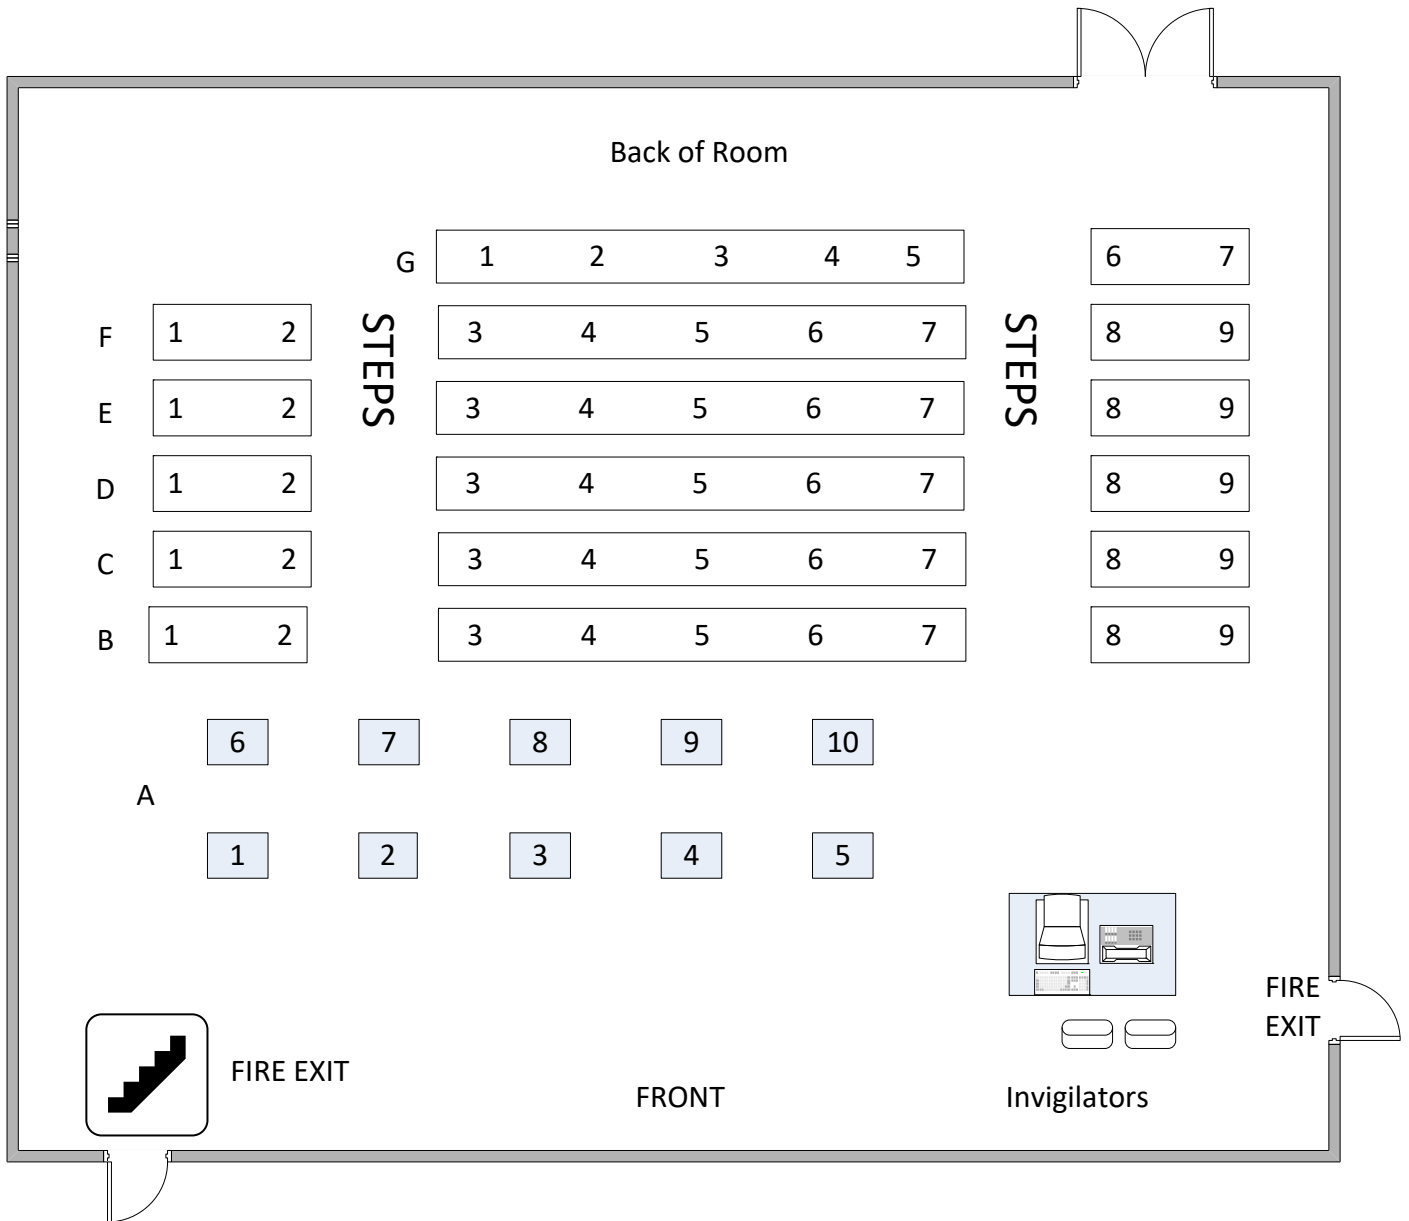 Back of Room
G 1 2 3 4 5 6 7
F 1 2 3 4 5 6 7 8 9
STEPS
STEPS
E 1 2 3 4 5 6 7 8 9
D 1 2 3 4 5 6 7 8 9
C 1 2 3 4 5 6 7 8 9
B 1 2 3 4 5 6 7 8 9
6 7 8 9 10
A
1 2 3 4 5
FIRE
EXIT
FIRE EXIT
FRONT
Invigilators